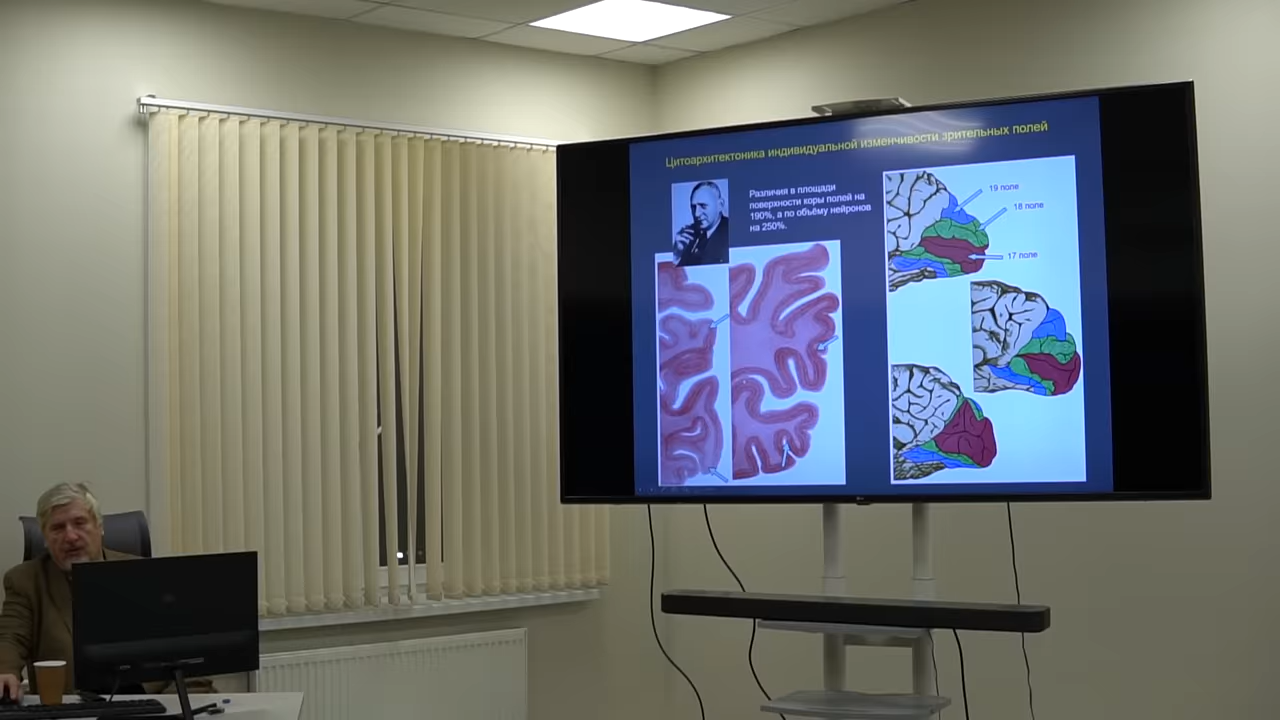 Цитоархитектоника индивидуальной изменчивости зрительных полей
Различия в площади
поверхности коры полей на
190%, а по объёму нейронов
на 250%.
19 поле
18 поле
17 поле